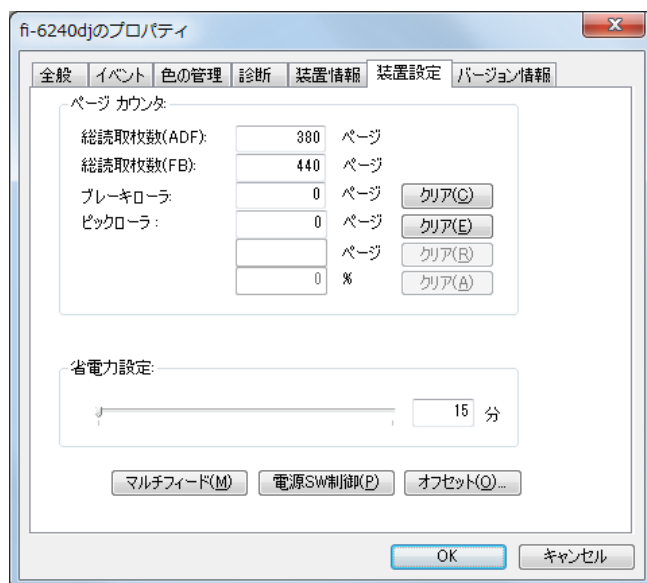 fi-6240djのプロパティ
全般 イベント 色の管理 診断 装置情報 装置設定 バージョン情報
ページ カウンタ:
総読取枚数(ADF): 380 ページ
総読取枚数(FB): 440 ページ
ブレーキローラ: 0 ページ クリア(C)
ピックローラ : 0 ページ クリア(E)
ページ クリア(R)
0 % クリア(A)
省電力設定:
15 分
マルチフィード(M) 電源SW制御(P) オフセット(O)...
OK キャンセル